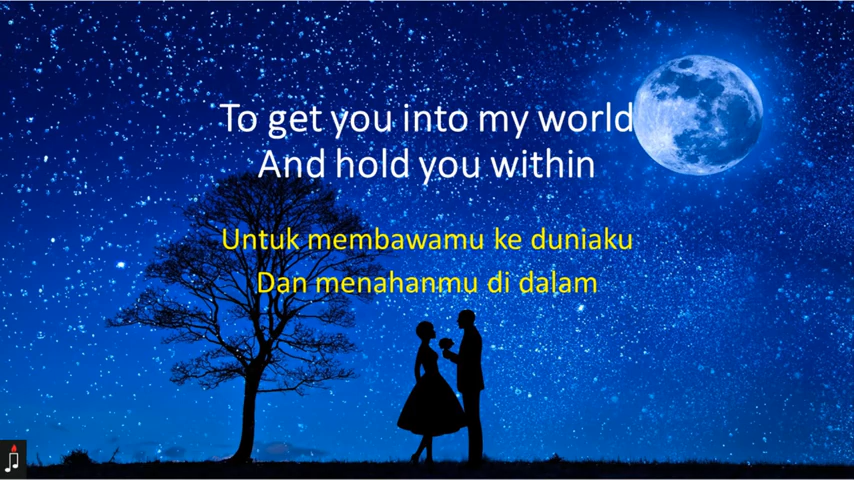 To get you into my world
And hold you within
Untuk membawamu ke duniaku
Dan menahanmu di dalam